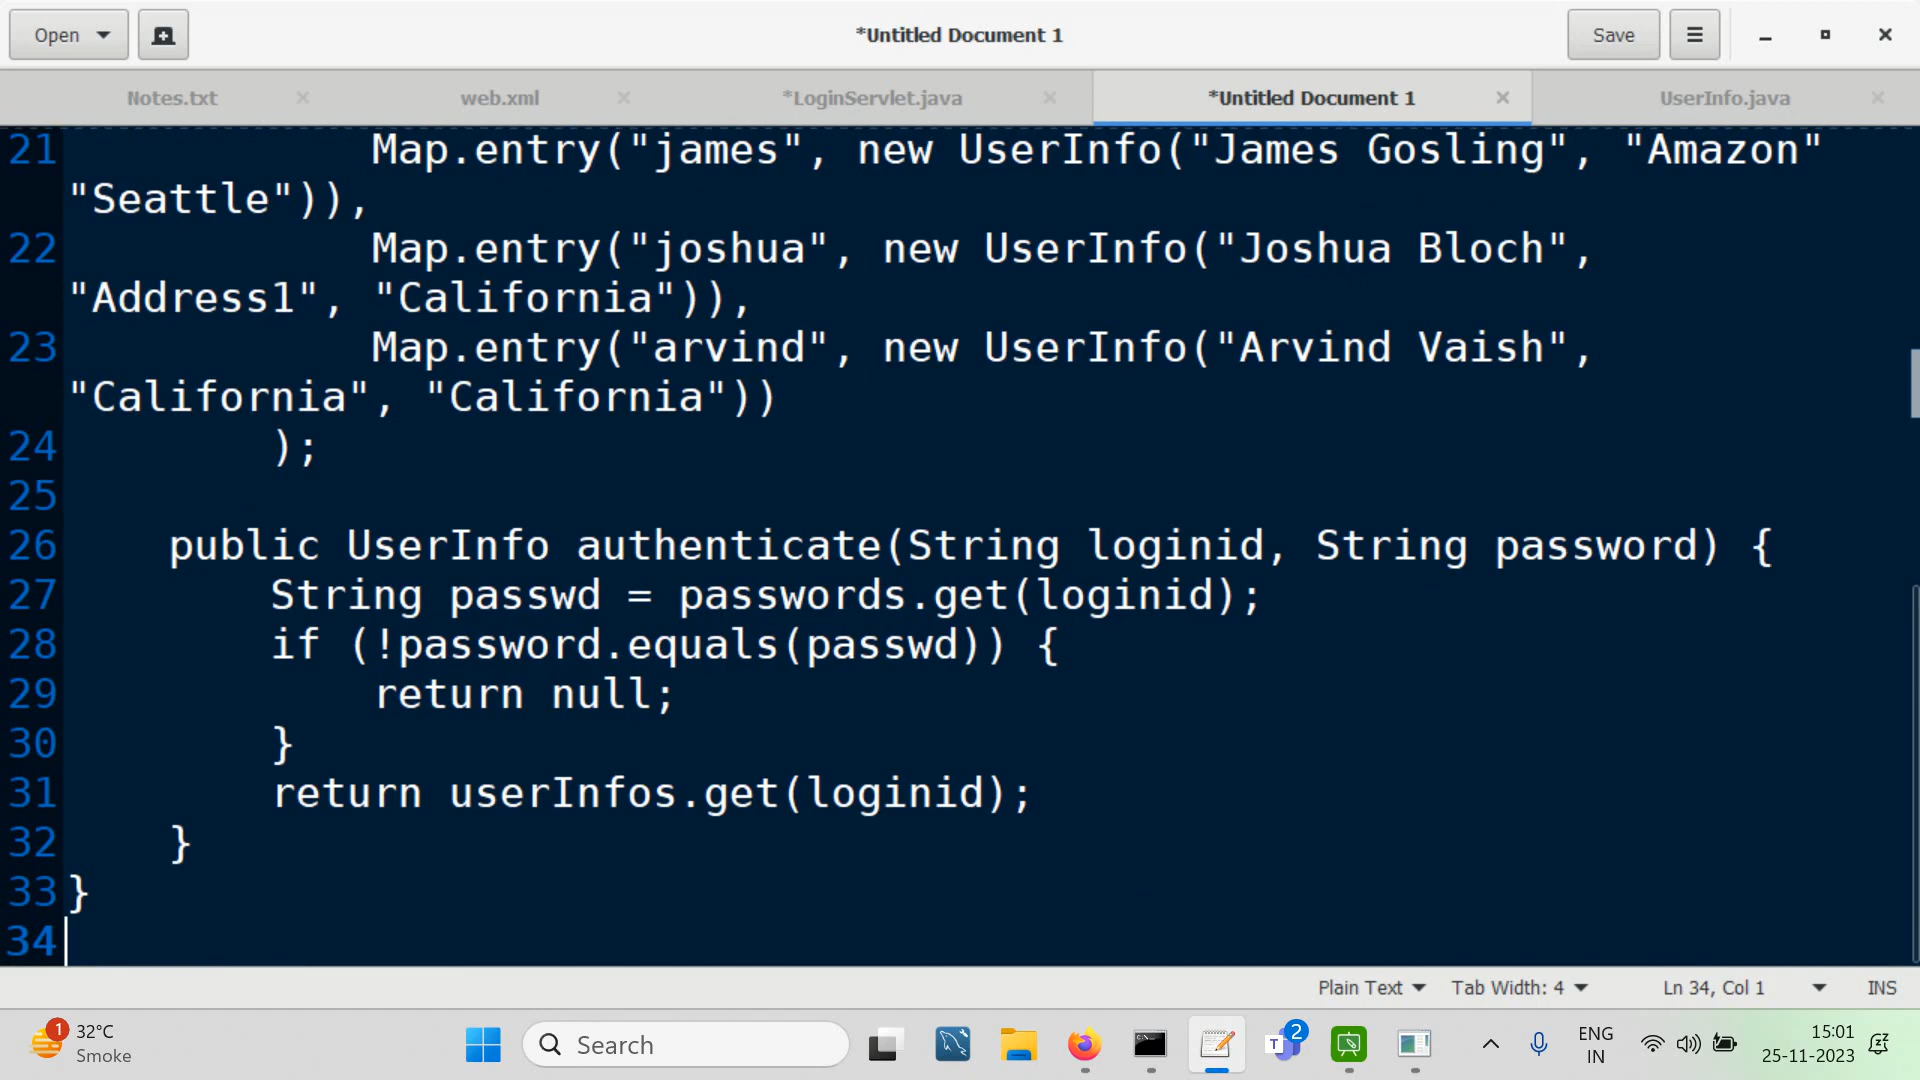 Open
*Untitled Document 1
Save
Notes.txt
web.xml
*LoginServlet.java
*Untitled Document 1
UserInfo.java
21 Map.entry("james", new UserInfo("James Gosling", "Amazon"
"Seattle")),
22 Map.entry("joshua", new UserInfo("Joshua Bloch",
"Address1", "California")),
23 Map.entry("arvind", new UserInfo("Arvind Vaish",
"California", "California"))
24 );
25
26 public UserInfo authenticate(String loginid, String password) {
27 String passwd = passwords.get(loginid);
28 if (!password.equals(passwd)) {
29 return null;
30 }
31 return userInfos.get(loginid);
32 }
33 }
34
Plain Text
Tab Width: 4
Ln 34, Col 1
INS
1
32°C
Smoke
Search
T
2
ENG
IN
15:01
25-11-2023